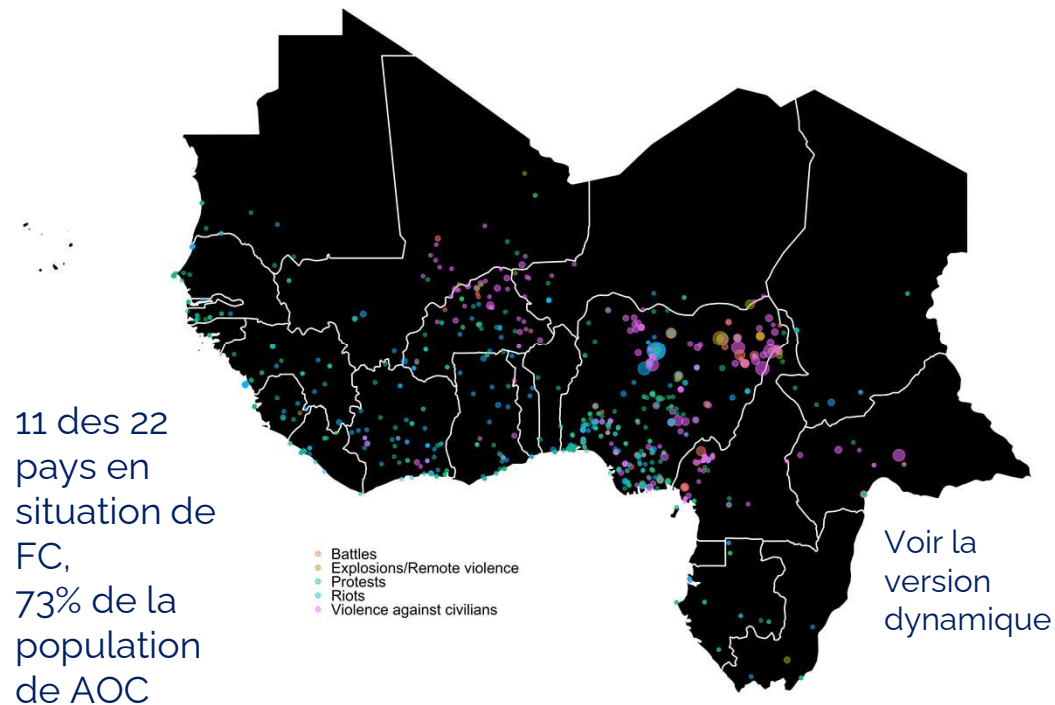 11 des 22
pays en
situation de
FC,
73% de la
population
de AOC
Battles
Explosions/Remote violence
Protests
Riots
Violence against civilians
Voir la
version
dynamique